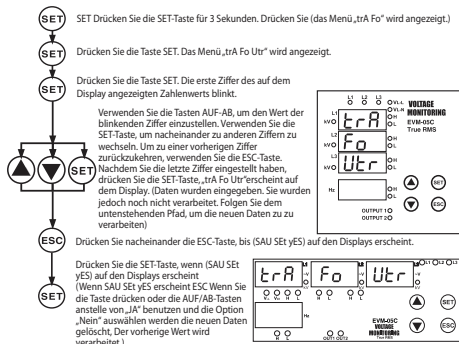 SET
SET Drücken Sie die SET-Taste für 3 Sekunden. Drücken Sie (das Menü „trA Fo" wird angezeigt.)
SET
Drücken Sie die Taste SET. Das Menü „trA Fo Utr" wird angezeigt.
SET
Drücken Sie die Taste SET. Die erste Ziffer des auf dem
Display angezeigten Zahlenwerts blinkt.
Verwenden Sie die Tasten AUF-AB, um den Wert der
blinkenden Ziffer einzustellen. Verwenden Sie die
SET-Taste, um nacheinander zu anderen Ziffern zu
wechseln. Um zu einer vorherigen Ziffer
zurückzukehren, verwenden Sie die ESC-Taste.
Nachdem Sie die letzte Ziffer eingestellt haben,
drücken Sie die SET-Taste, „trA Fo Utr"erscheint auf
dem Display. (Daten wurden eingegeben. Sie wurden
jedoch noch nicht verarbeitet. Folgen Sie dem
untenstehenden Pfad, um die neuen Daten zu zu
verarbeiten)
SET
L1 L2 L3
VL-L
VL-N
VOLTAGE
MONITORING
EVM-05C
True RMS
L1
kV
trA
H
L
L2
kV
Fo
H
L
L3
kV
Utr
H
L
Hz
H
L
SET
ESC
OUTPUT 1
OUTPUT 2
ESC
Drücken Sie nacheinander die ESC-Taste, bis (SAU SEt yES) auf den Displays erscheint.
SET
Drücken Sie die SET-Taste, wenn (SAU SEt
yES) auf den Displays erscheint
(Wenn SAU SEt yES erscheint ESC Wenn Sie
die Taste drücken oder die AUF/AB-Tasten
anstelle von „JA" benutzen und die Option
„Nein" auswählen werden die neuen Daten
gelöscht, Der vorherige Wert wird
verarbeitet.)
L1 L2 L3
trA Fo Utr
H L H L H L
Hz
H L
OUT1 OUT2
EVM-05C
VOLTAGE
MONITORING
True RMS
SET
ESC